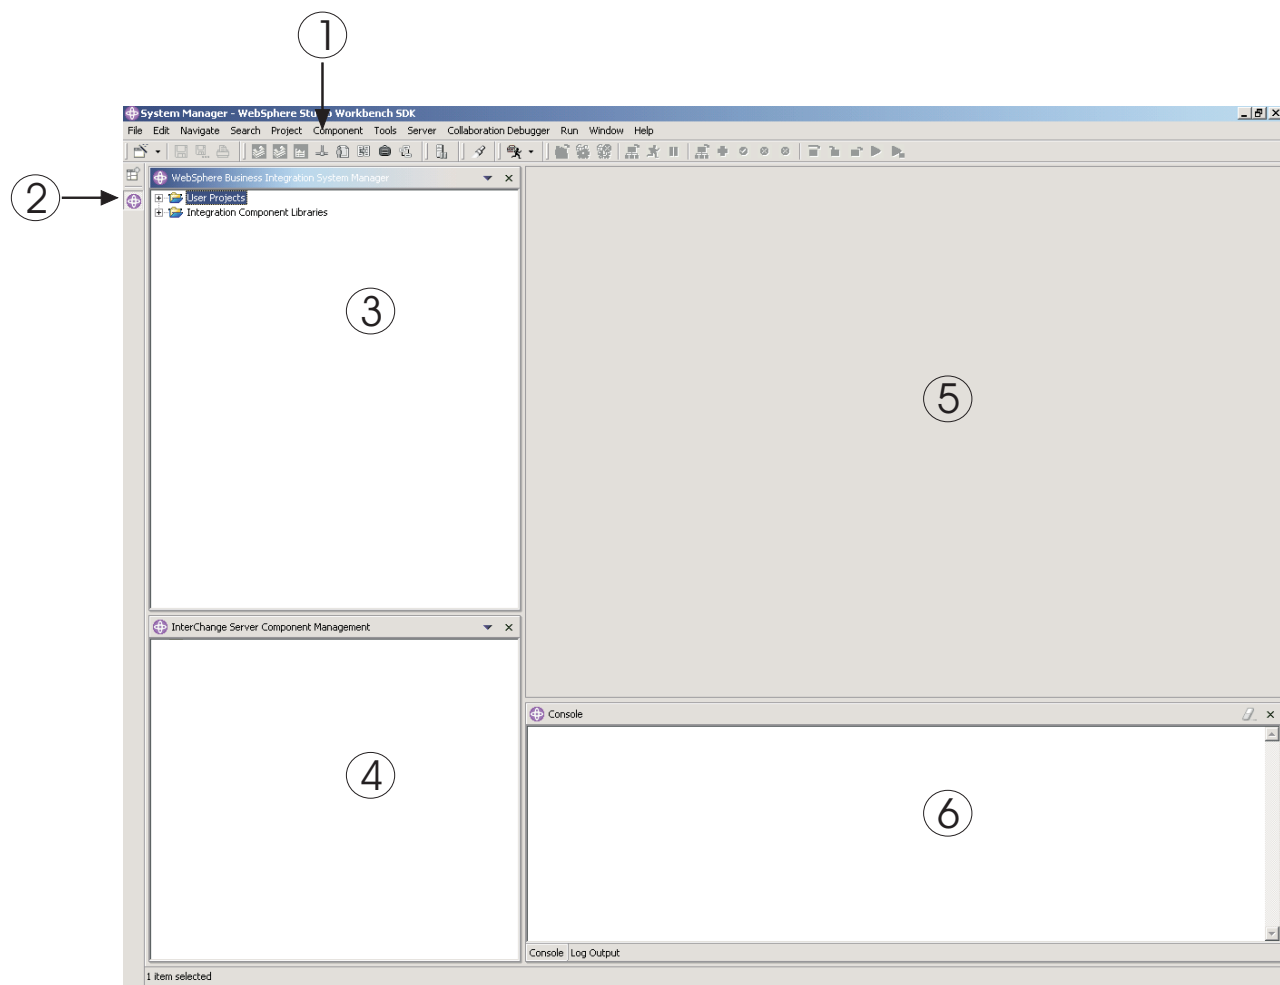 1
System Manager - WebSphere Studio Workbench SDK
File Edit Navigate Search Project Component Tools Server Collaboration Debugger Run Window Help
2
WebSphere Business Integration System Manager
User Projects
Integration Component Libraries
3
5
InterChange Server Component Management
4
Console
6
Console Log Output
1 item selected